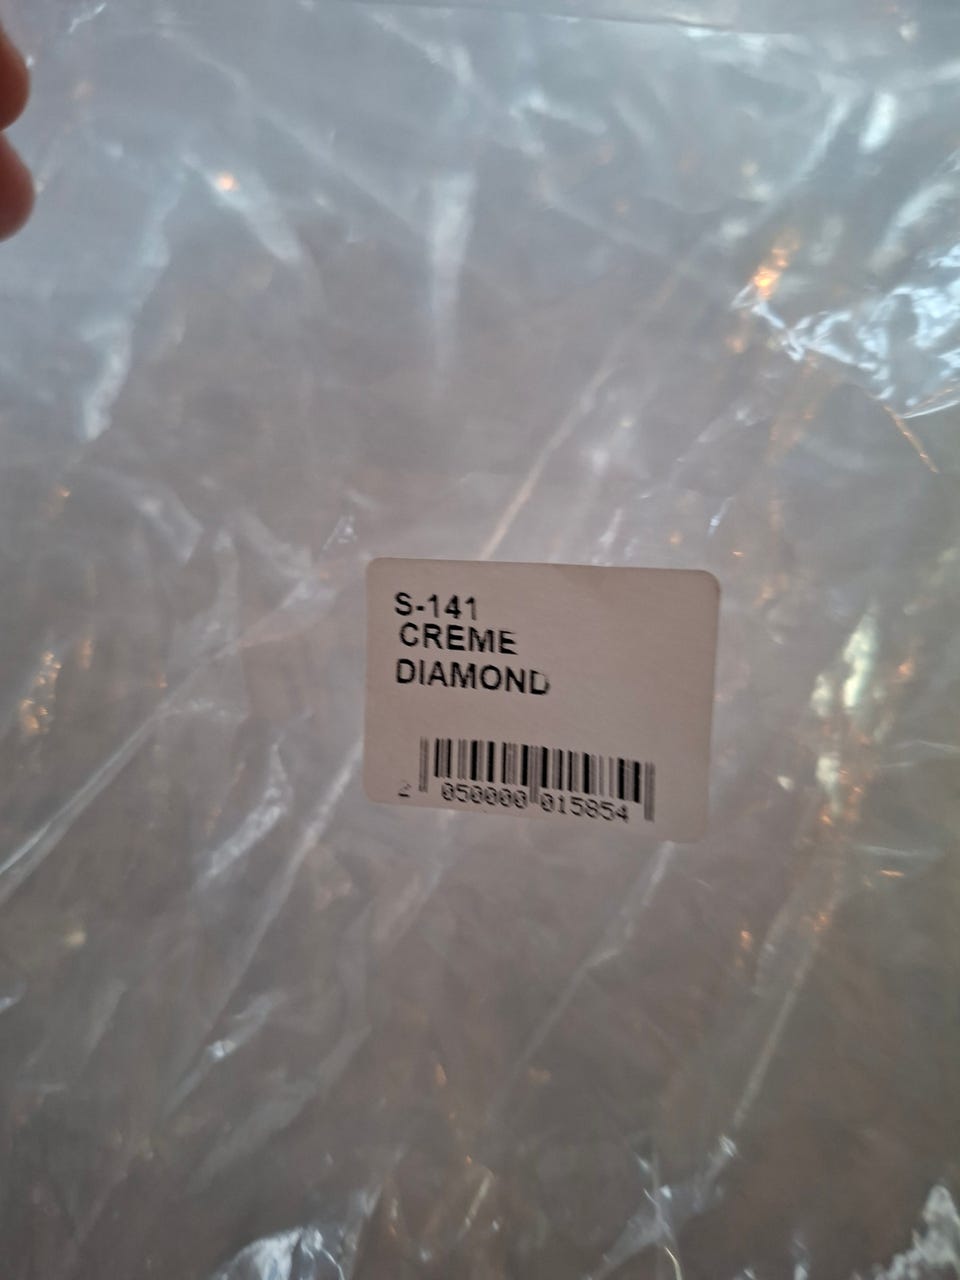 S-141
CREME
DIAMOND
2 050000 015854